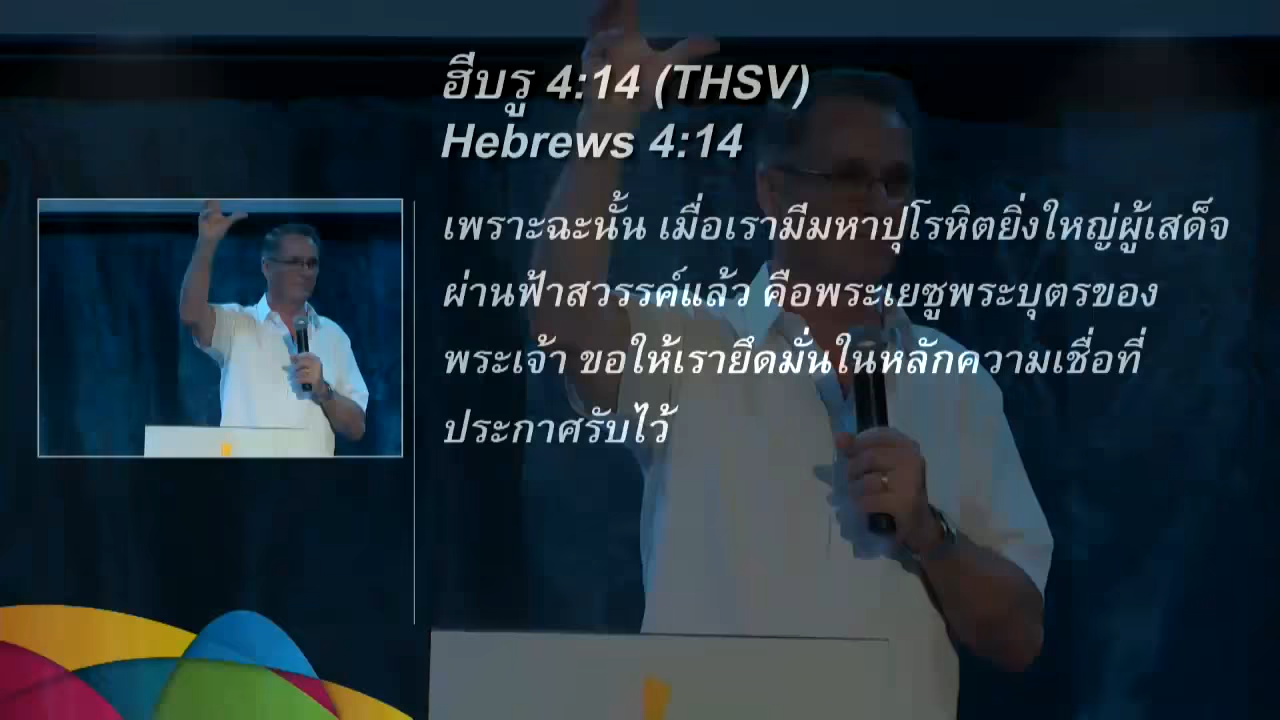 ฮีบรู 4:14 (THSV)
Hebrews 4:14
เพราะฉะนั้น เมื่อเรามีมหาปุโรหิตยิ่งใหญ่ผู้เสด็จ
ผ่านฟ้าสวรรค์แล้ว คือพระเยซูพระบุตรของ
พระเจ้า ขอให้เรายึดมั่นในหลักความเชื่อที่
ประกาศรับไว้